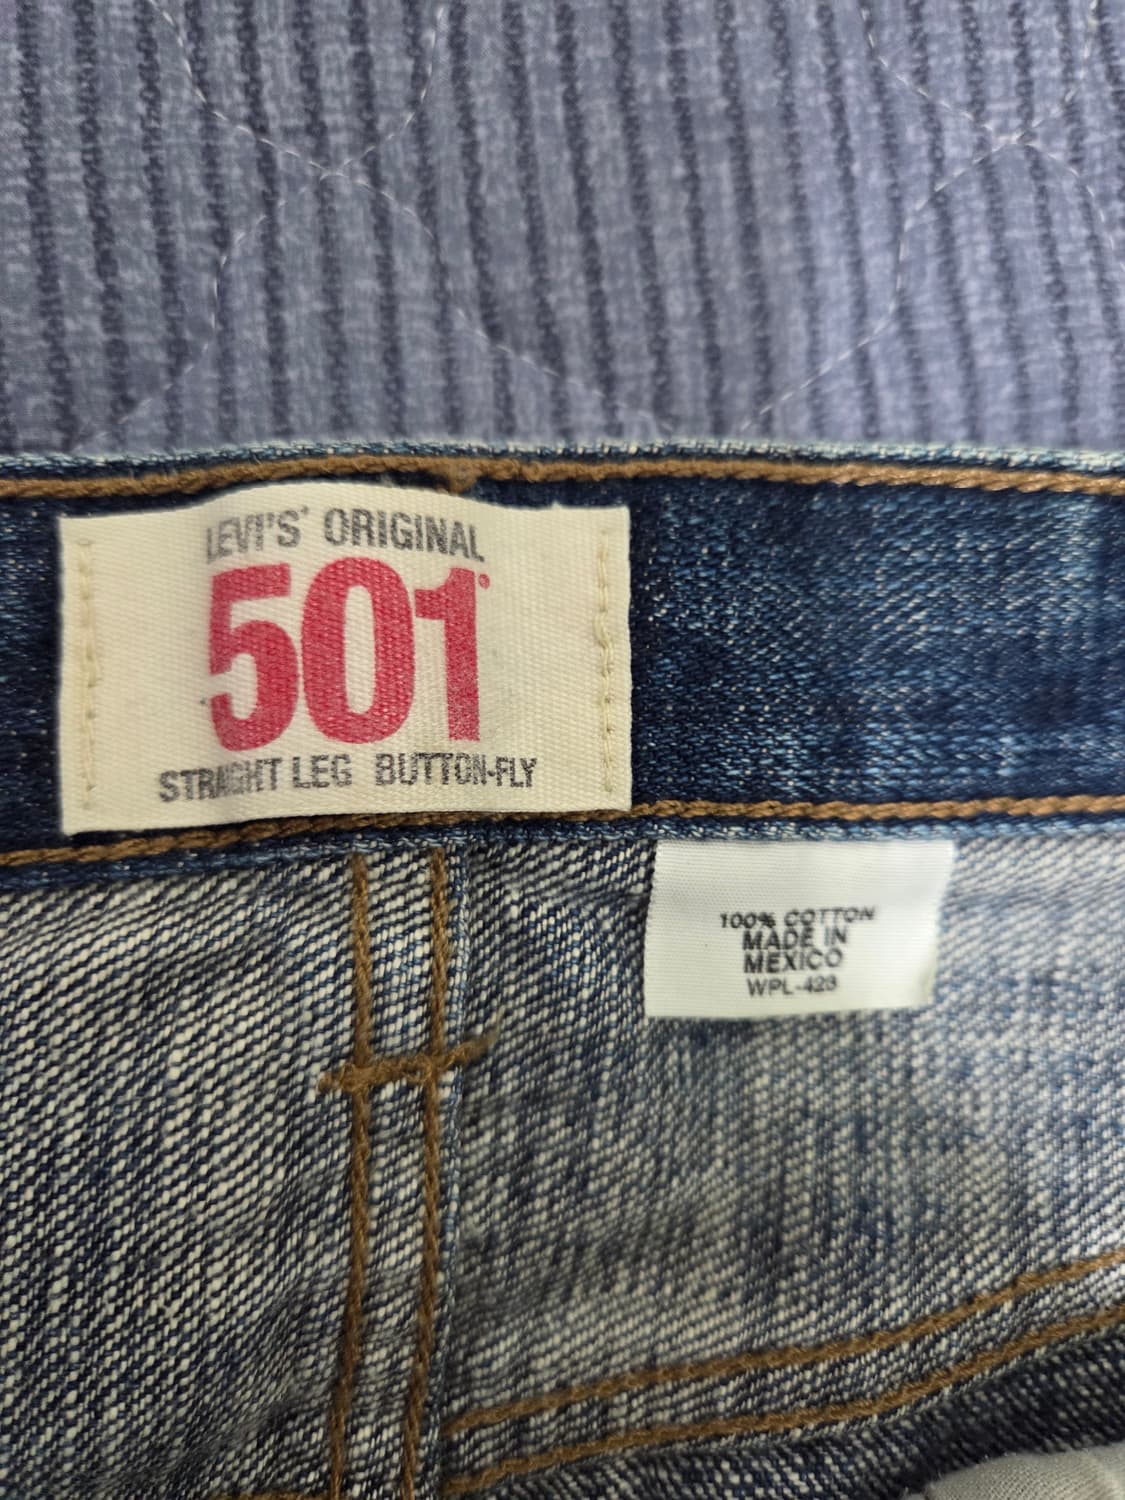 LEVI'S® ORIGINAL
501®
STRAIGHT LEG BUTTON-FLY
100% COTTON
MADE IN
MEXICO
WPL-423